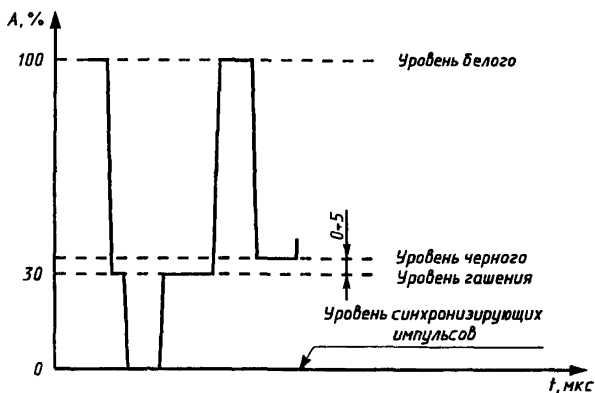 А, %
100
Уровень белого
0÷5
Уровень черного
30
Уровень гашения
Уровень синхронизирующих
импульсов
0
t, мкс